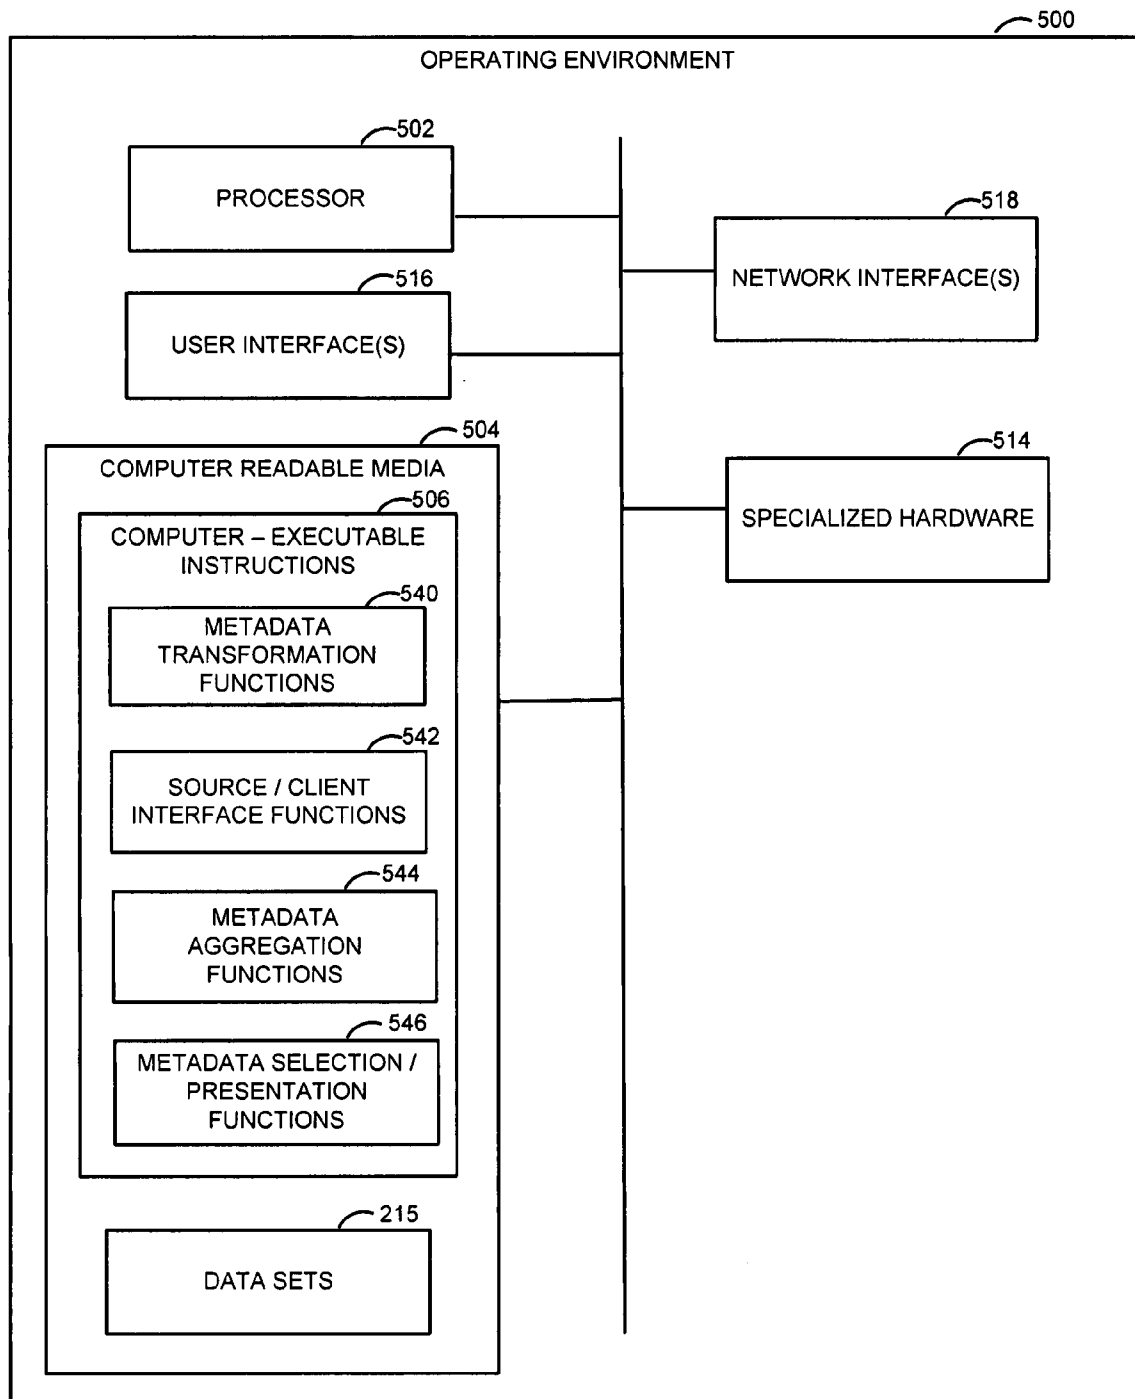 500
OPERATING ENVIRONMENT
502
PROCESSOR
518
NETWORK INTERFACE(S)
516
USER INTERFACE(S)
504
COMPUTER READABLE MEDIA
514
SPECIALIZED HARDWARE
506
COMPUTER – EXECUTABLE
INSTRUCTIONS
540
METADATA
TRANSFORMATION
FUNCTIONS
542
SOURCE / CLIENT
INTERFACE FUNCTIONS
544
METADATA
AGGREGATION
FUNCTIONS
546
METADATA SELECTION /
PRESENTATION
FUNCTIONS
215
DATA SETS